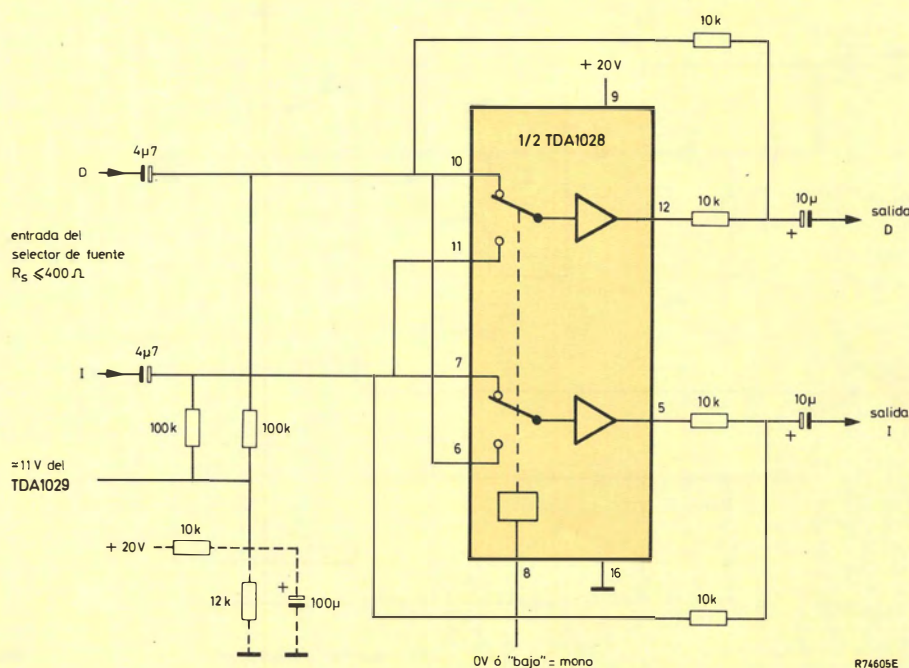 10k
+ 20V
9
1/2 TDA1028
4µ7
D
10
12
10k
10µ
+
salida
D
entrada del
selector de fuente
R_S ≤400 Ω
11
4µ7
I
7
5
10k
10µ
+
salida
I
100k
100k
6
≈11V del
TDA1029
+ 20V
10k
12k
+
100µ
8
16
10k
0V ó "bajo" = mono
R74605E